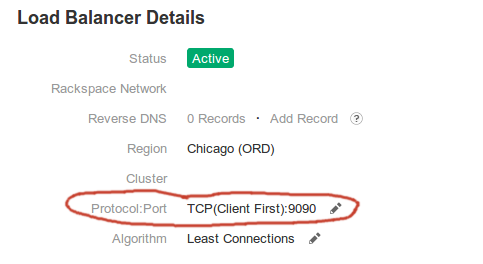 Load Balancer Details
Status Active
Rackspace Network
Reverse DNS 0 Records · Add Record ?
Region Chicago (ORD)
Cluster
Protocol:Port TCP(Client First):9090
Algorithm Least Connections